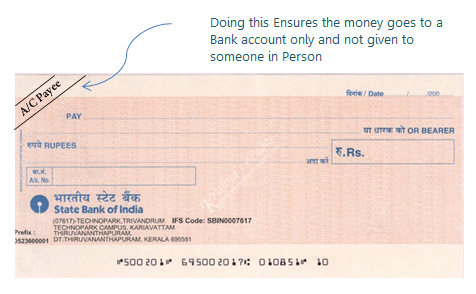 Doing this Ensures the money goes to a
Bank account only and not given to
someone in Person
A/C Payee
दिनांक / Date / /200
PAY
या धारक को OR BEARER
रुपये RUPEES
अदा करें
रु.Rs.
खा.सं.
A/c. No.
भारतीय स्टेट बैंक
State Bank of India
(07617)-TECHNOPARK,TRIVANDRUM IFS Code: SBIN0007617
TECHNOPARK CAMPUS, KARIAVATTAM
Prefix : THIRUVANANTHAPURAM,
0523600001 DT:THIRUVANANTHAPURAM, KERALA 695581
⑈500201⑈ 695002017⑆ 010851⑈ 10